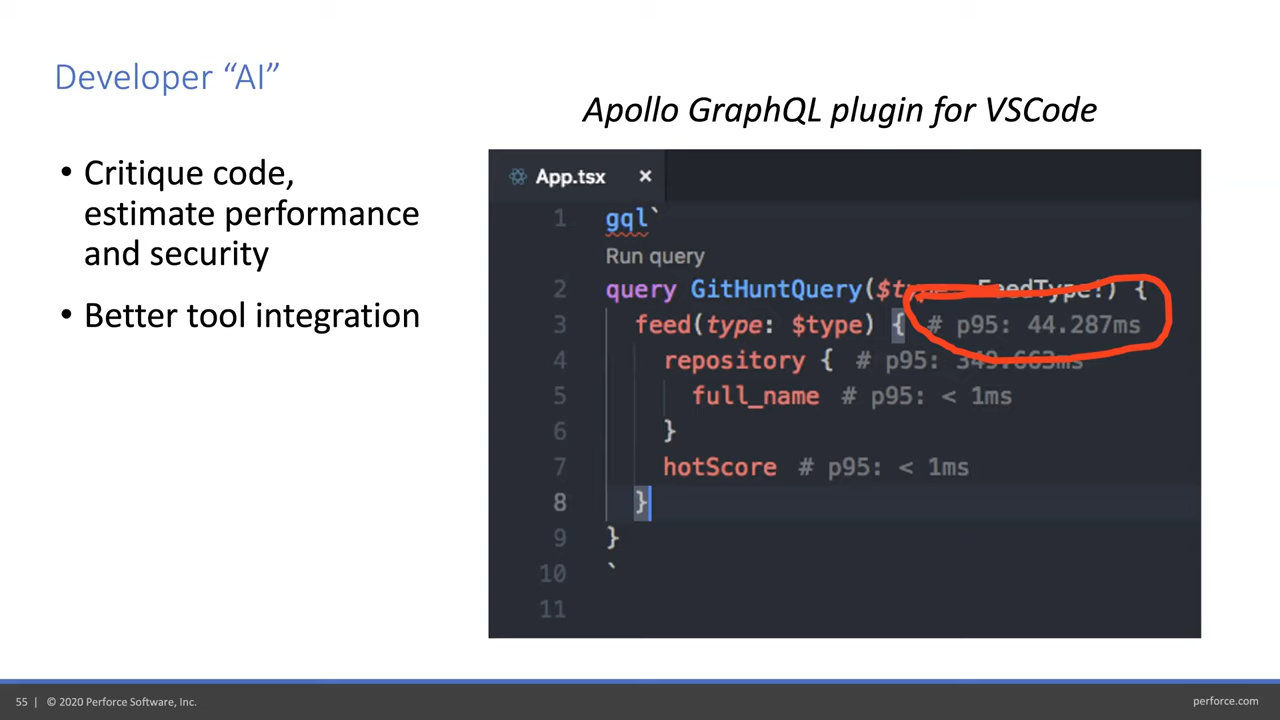 Developer “AI”
Apollo GraphQL plugin for VSCode
• Critique code,
estimate performance
and security
• Better tool integration
App.tsx ×
1 gql`
Run query
2 query GitHuntQuery($type: FeedType!) {
3 feed(type: $type) { # p95: 44.287ms
4 repository { # p95: 349.663ms
5 full_name # p95: < 1ms
6 }
7 hotScore # p95: < 1ms
8 }
9 }
10 `
11
55 | © 2020 Perforce Software, Inc.
perforce.com